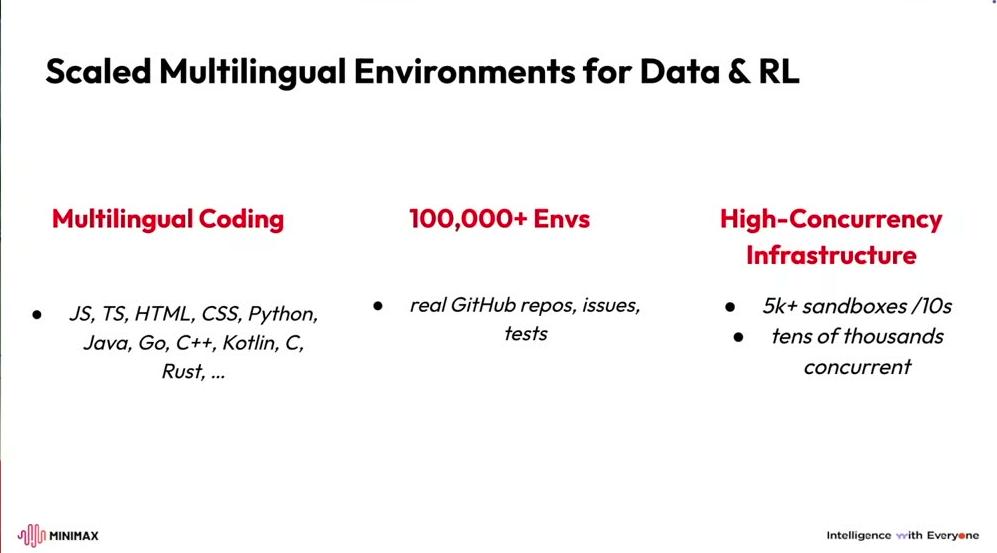 Scaled Multilingual Environments for Data & RL
Multilingual Coding
● JS, TS, HTML, CSS, Python,
Java, Go, C++, Kotlin, C,
Rust, ...
100,000+ Envs
● real GitHub repos, issues,
tests
High-Concurrency
Infrastructure
● 5k+ sandboxes /10s
● tens of thousands
concurrent
MINIMAX
Intelligence with Everyone